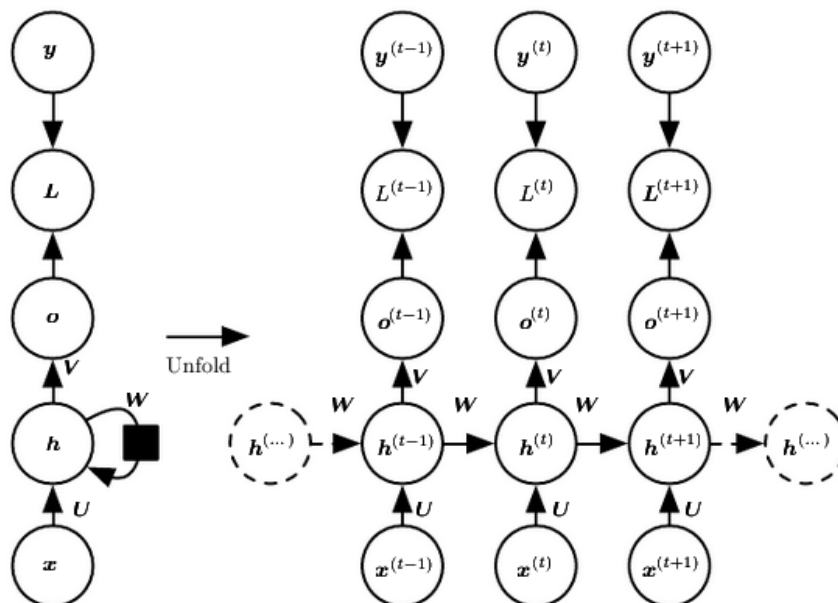 y y^(t−1) y^(t) y^(t+1)
L L^(t−1) L^(t) L^(t+1)
o o^(t−1) o^(t) o^(t+1)
Unfold
V V V V
W W W W W
h h^(...) h^(t−1) h^(t) h^(t+1) h^(...)
U U U U
x x^(t−1) x^(t) x^(t+1)